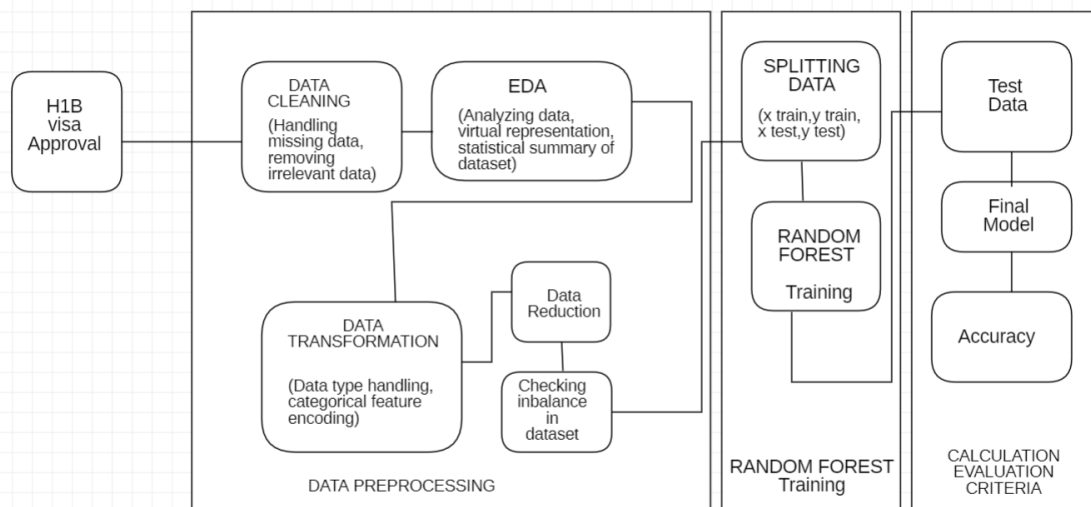 H1B
visa
Approval
DATA
CLEANING
(Handling
missing data,
removing
irrelevant data)
EDA
(Analyzing data,
virtual representation,
statistical summary of
dataset)
DATA
TRANSFORMATION
(Data type handling,
categorical feature
encoding)
Data
Reduction
Checking
inbalance
in
dataset
DATA PREPROCESSING
SPLITTING
DATA
(x train,y train,
x test,y test)
RANDOM
FOREST
Training
RANDOM FOREST
Training
Test
Data
Final
Model
Accuracy
CALCULATION
EVALUATION
CRITERIA